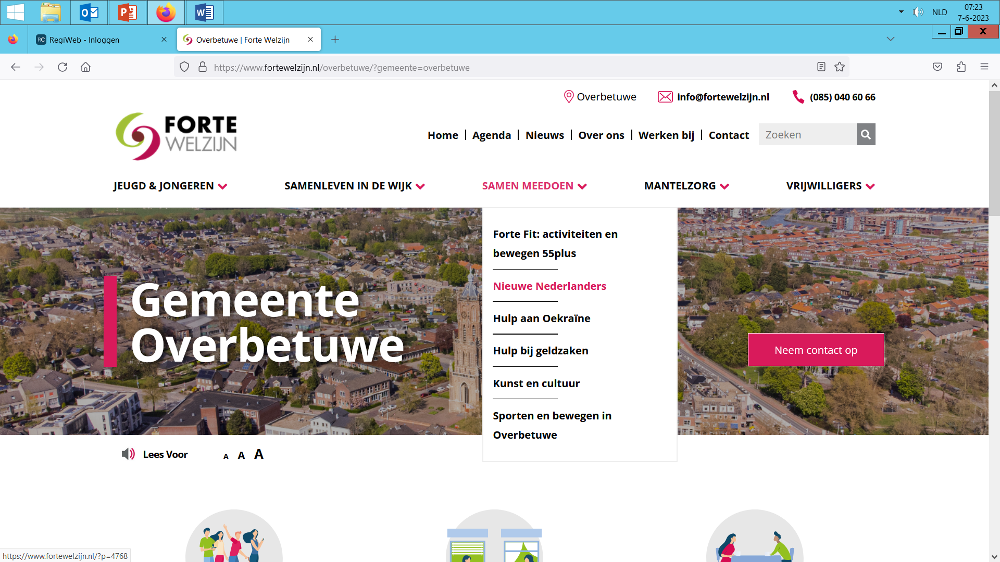 07:23
NLD
7-6-2023
RegiWeb - Inloggen
Overbetuwe | Forte Welzijn
https://www.fortewelzijn.nl/overbetuwe/?gemeente=overbetuwe
Overbetuwe
info@fortewelzijn.nl
(085) 040 60 66
FORTE
WELZIJN
Home | Agenda | Nieuws | Over ons | Werken bij | Contact
Zoeken
JEUGD & JONGEREN
SAMENLEVEN IN DE WIJK
SAMEN MEEDOEN
MANTELZORG
VRIJWILLIGERS
Forte Fit: activiteiten en
bewegen 55plus
Nieuwe Nederlanders
Hulp aan Oekraïne
Hulp bij geldzaken
Kunst en cultuur
Sporten en bewegen in
Overbetuwe
Gemeente
Overbetuwe
Neem contact op
Lees Voor
A A A
https://www.fortewelzijn.nl/?p=4768